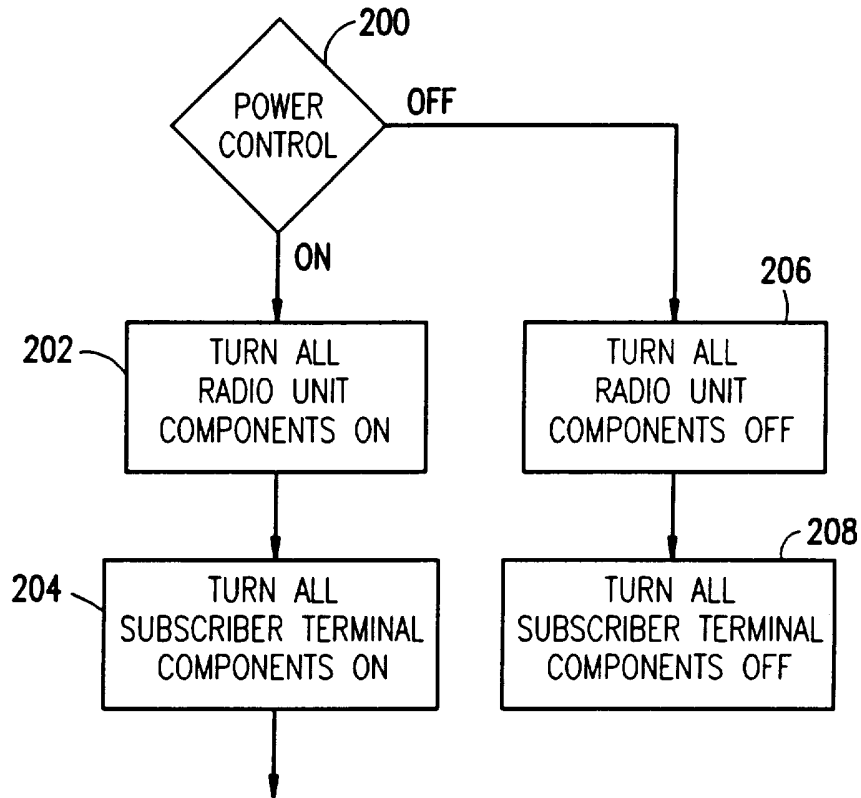 200
POWER
CONTROL
OFF
ON
206
202
TURN ALL
RADIO UNIT
COMPONENTS ON
TURN ALL
RADIO UNIT
COMPONENTS OFF
208
204
TURN ALL
SUBSCRIBER TERMINAL
COMPONENTS ON
TURN ALL
SUBSCRIBER TERMINAL
COMPONENTS OFF